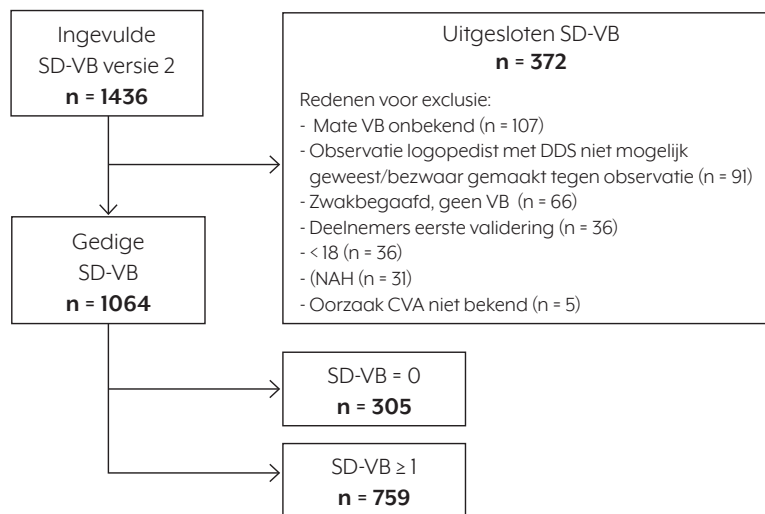 Ingevulde
SD-VB versie 2
n = 1436
Uitgesloten SD-VB
n = 372
Redenen voor exclusie:
- Mate VB onbekend (n = 107)
- Observatie logopedist met DDS niet mogelijk
geweest/bezwaar gemaakt tegen observatie (n = 91)
- Zwakbegaafd, geen VB (n = 66)
- Deelnemers eerste validering (n = 36)
- < 18 (n = 36)
- (NAH (n = 31)
- Oorzaak CVA niet bekend (n = 5)
Gedige
SD-VB
n = 1064
SD-VB = 0
n = 305
SD-VB ≥ 1
n = 759